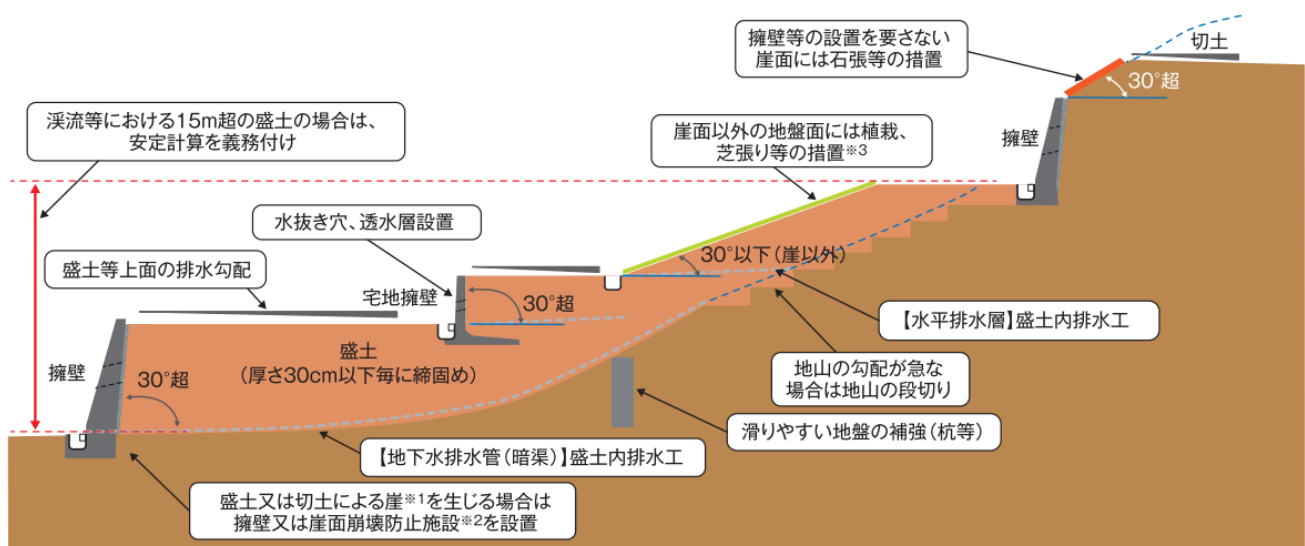 擁壁等の設置を要さない
崖面には石張等の措置
切土
30°超
渓流等における15m超の盛土の場合は、
安定計算を義務付け
崖面以外の地盤面には植栽、
芝張り等の措置※3
擁壁
水抜き穴、透水層設置
盛土等上面の排水勾配
30°以下（崖以外）
宅地擁壁
30°超
【水平排水層】盛土内排水工
盛土
（厚さ30cm以下毎に締固め）
擁壁
30°超
地山の勾配が急な
場合は地山の段切り
滑りやすい地盤の補強（杭等）
【地下水排水管（暗渠）】盛土内排水工
盛土又は切土による崖※1を生じる場合は
擁壁又は崖面崩壊防止施設※2を設置